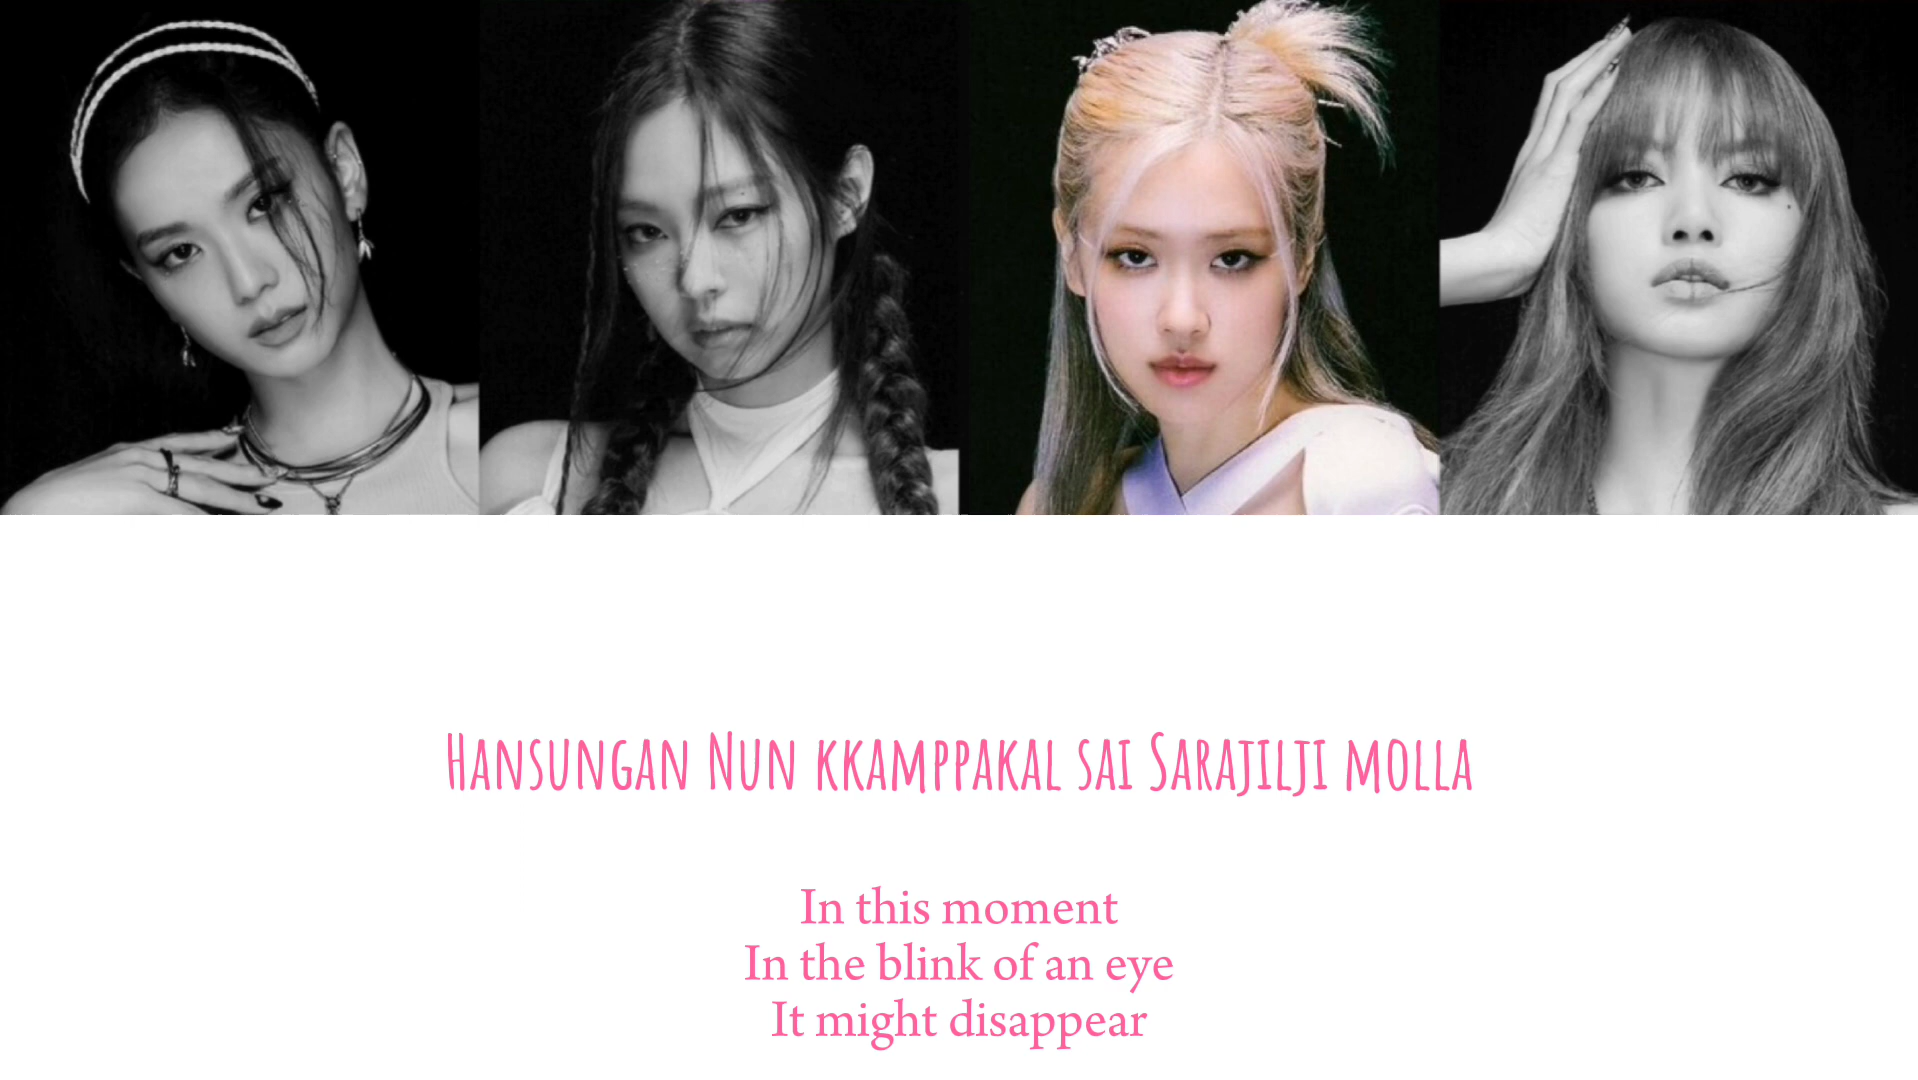 Hansungan Nun kkamppakal sai Sarajilji molla
In this moment
In the blink of an eye
It might disappear